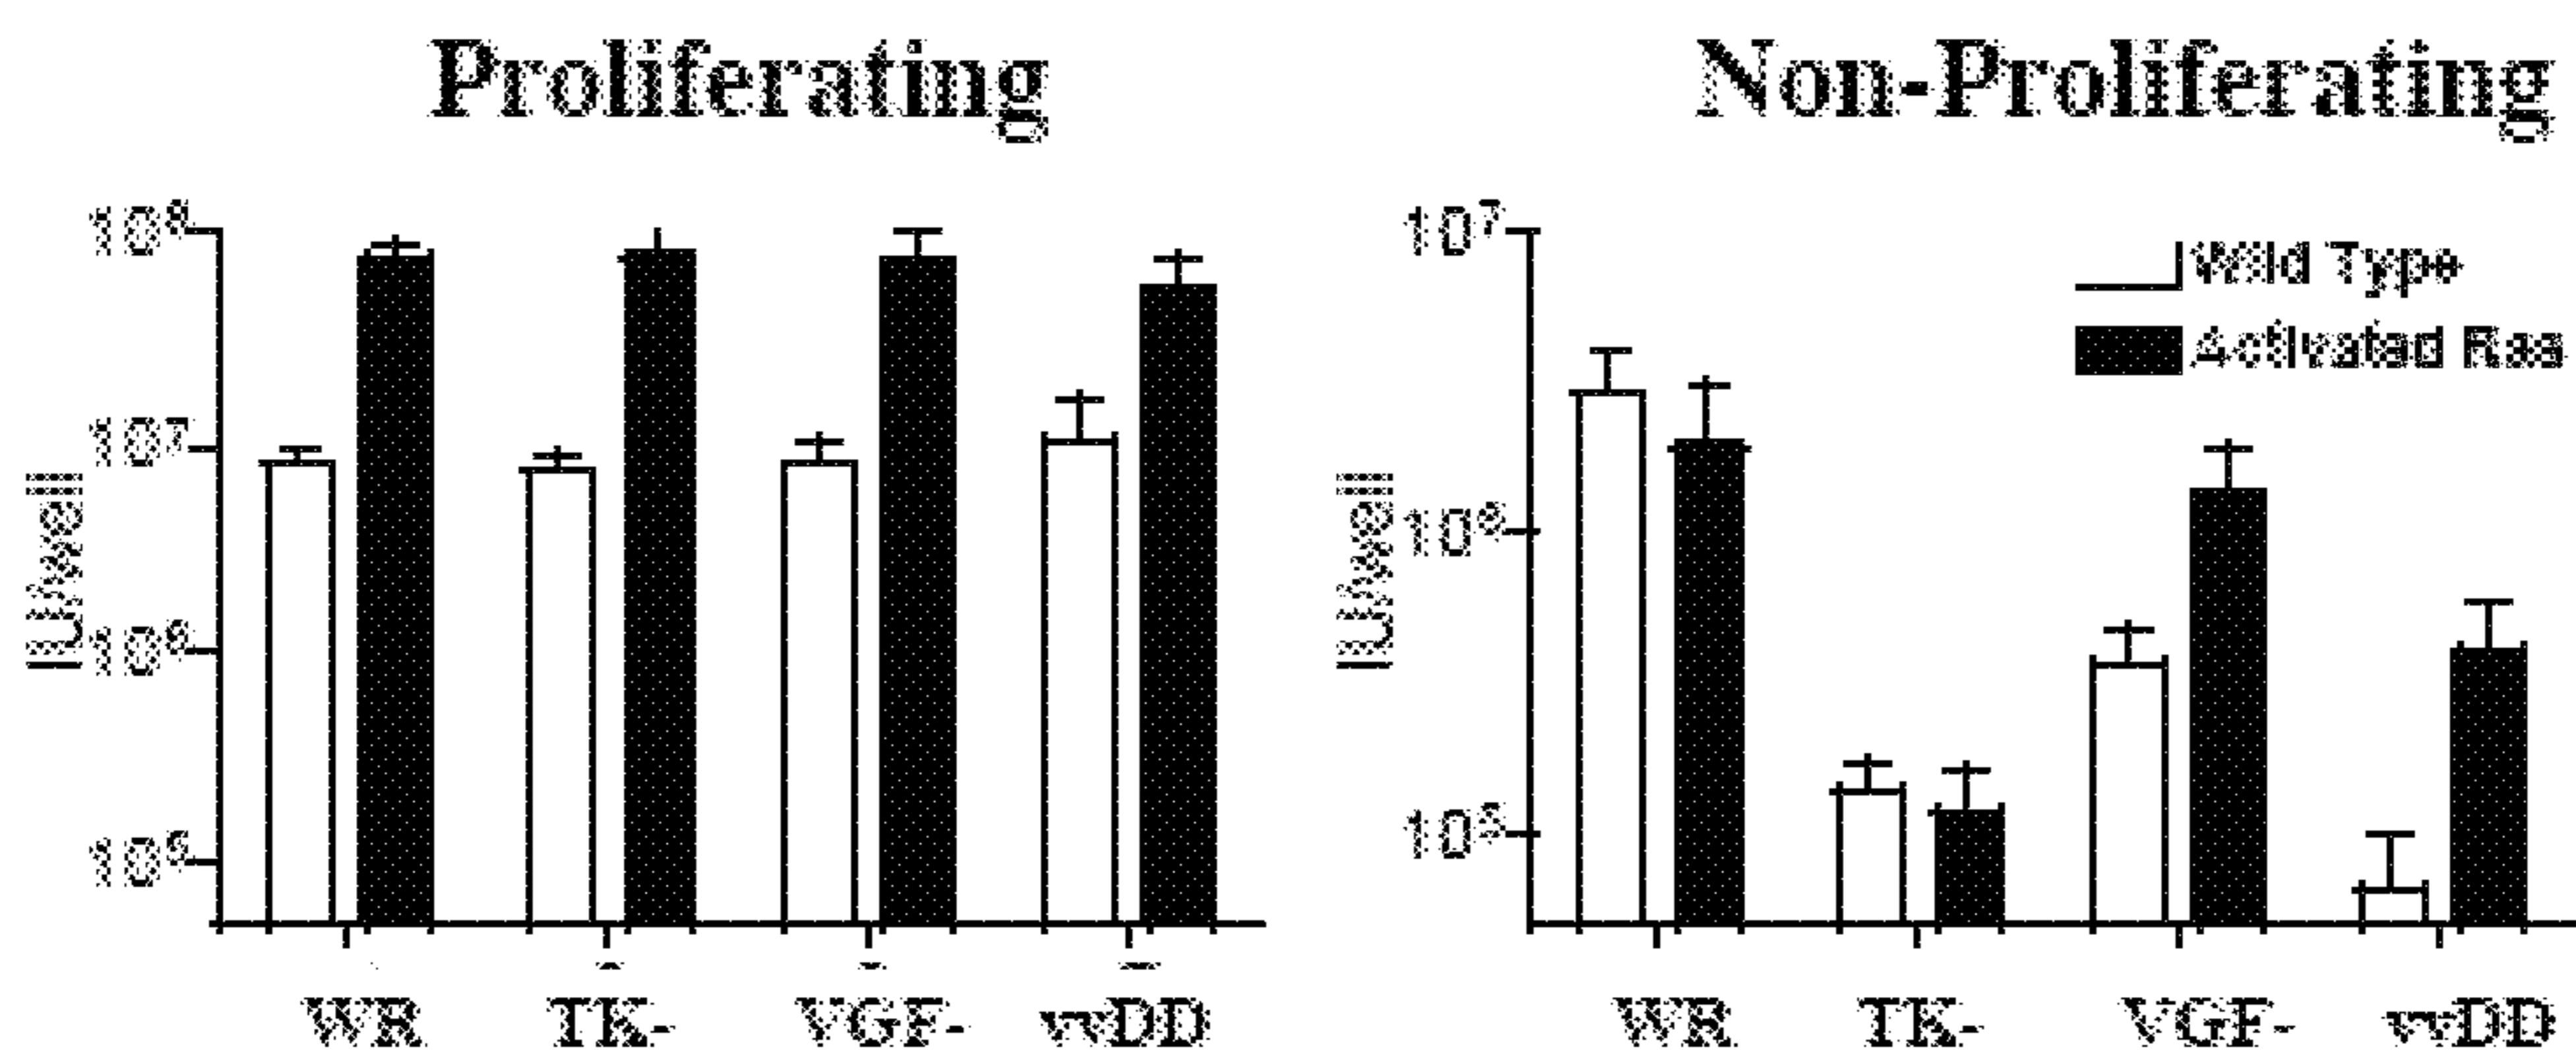 Proliferating
Non-Proliferating
10⁸
10⁷
10⁶
10⁵
IU/well
WR TK- VGF- vvDD
10⁷
10⁶
10⁵
IU/well
Wild Type
Activated Ras
WR TK- VGF- vvDD